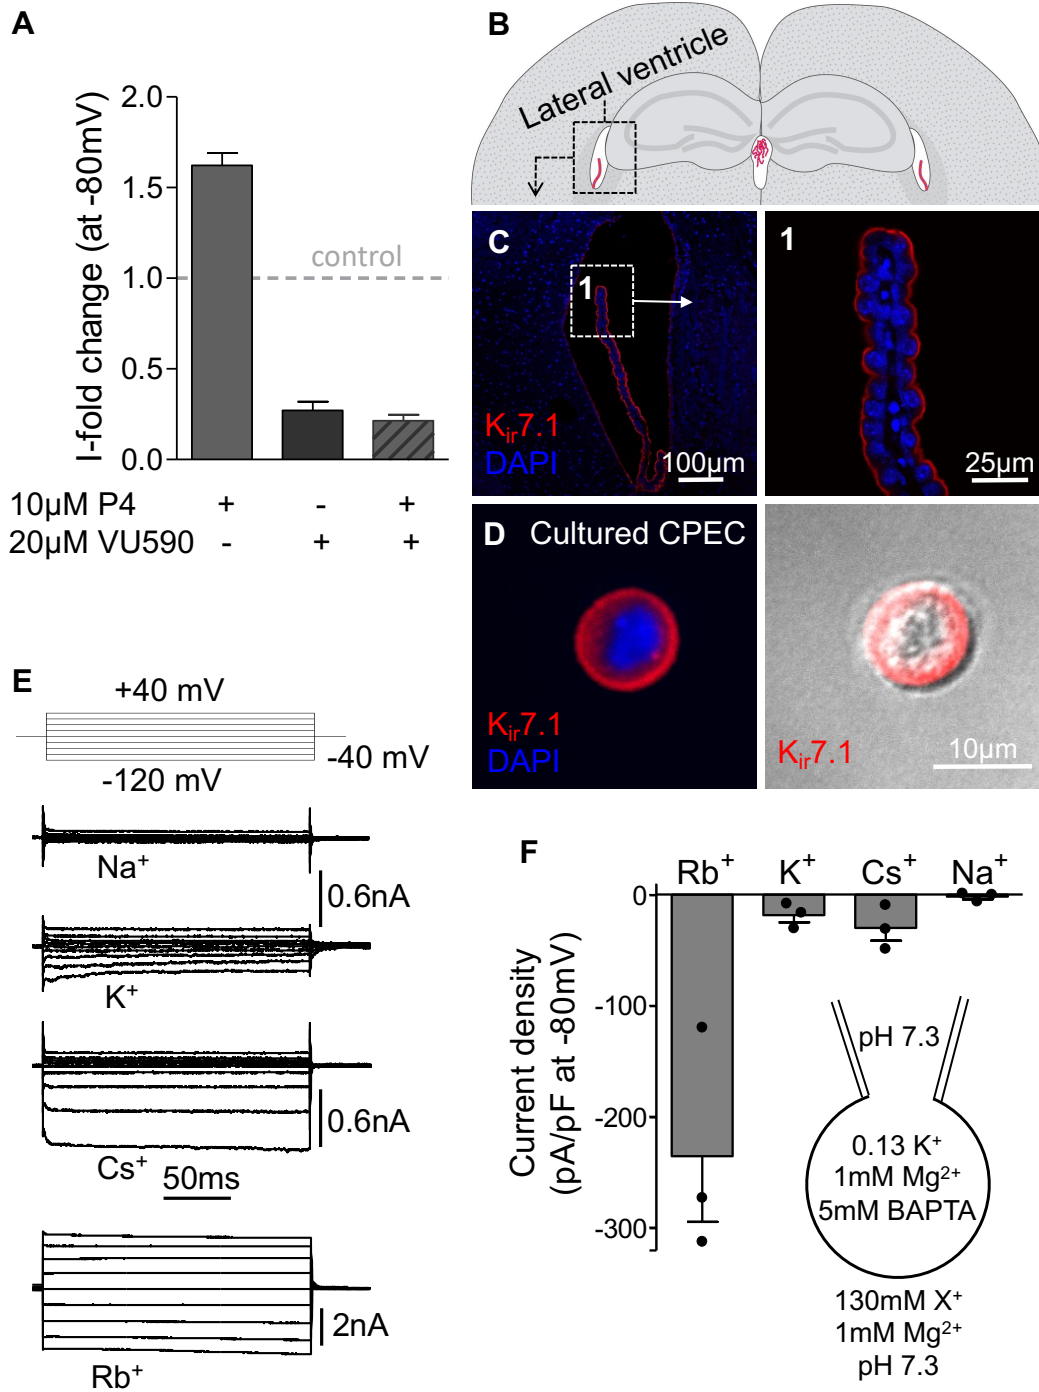 A
I-fold change (at -80mV)
2.0
1.5
1.0
0.5
0.0
control
10µM P4 + - +
20µM VU590 - + +
B
Lateral ventricle
C
1
Kir7.1
DAPI
100µm
1
25µm
D Cultured CPEC
Kir7.1
DAPI
Kir7.1
10µm
E
+40 mV
-40 mV
-120 mV
Na+
0.6nA
K+
0.6nA
Cs+
50ms
2nA
Rb+
F
Rb+ K+ Cs+ Na+
Current density
(pA/pF at -80mV)
0
-100
-200
-300
pH 7.3
0.13 K+
1mM Mg2+
5mM BAPTA
130mM X+
1mM Mg2+
pH 7.3